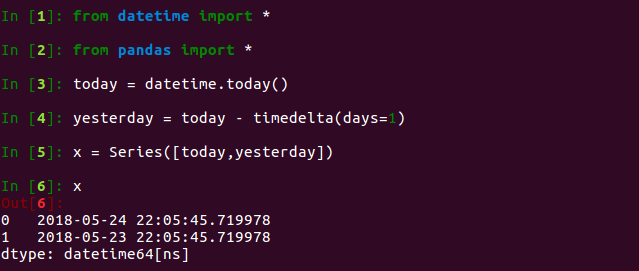 In [1]: from datetime import *
In [2]: from pandas import *
In [3]: today = datetime.today()
In [4]: yesterday = today - timedelta(days=1)
In [5]: x = Series([today,yesterday])
In [6]: x
Out[6]:
0   2018-05-24 22:05:45.719978
1   2018-05-23 22:05:45.719978
dtype: datetime64[ns]